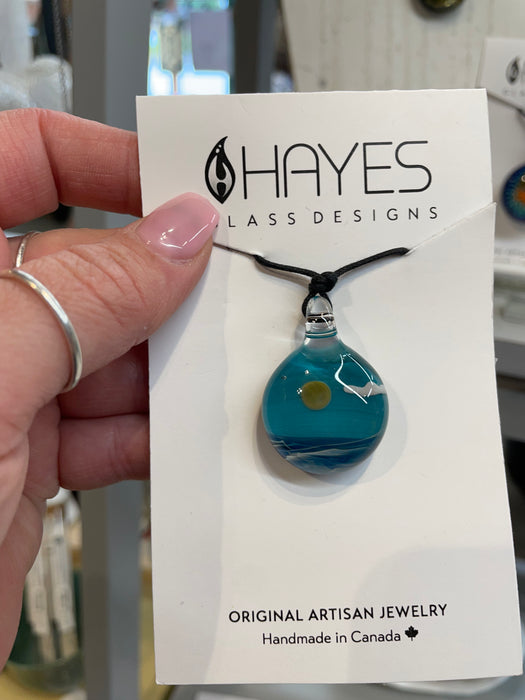 HAYES
LASS DESIGNS
ORIGINAL ARTISAN JEWELRY
Handmade in Canada